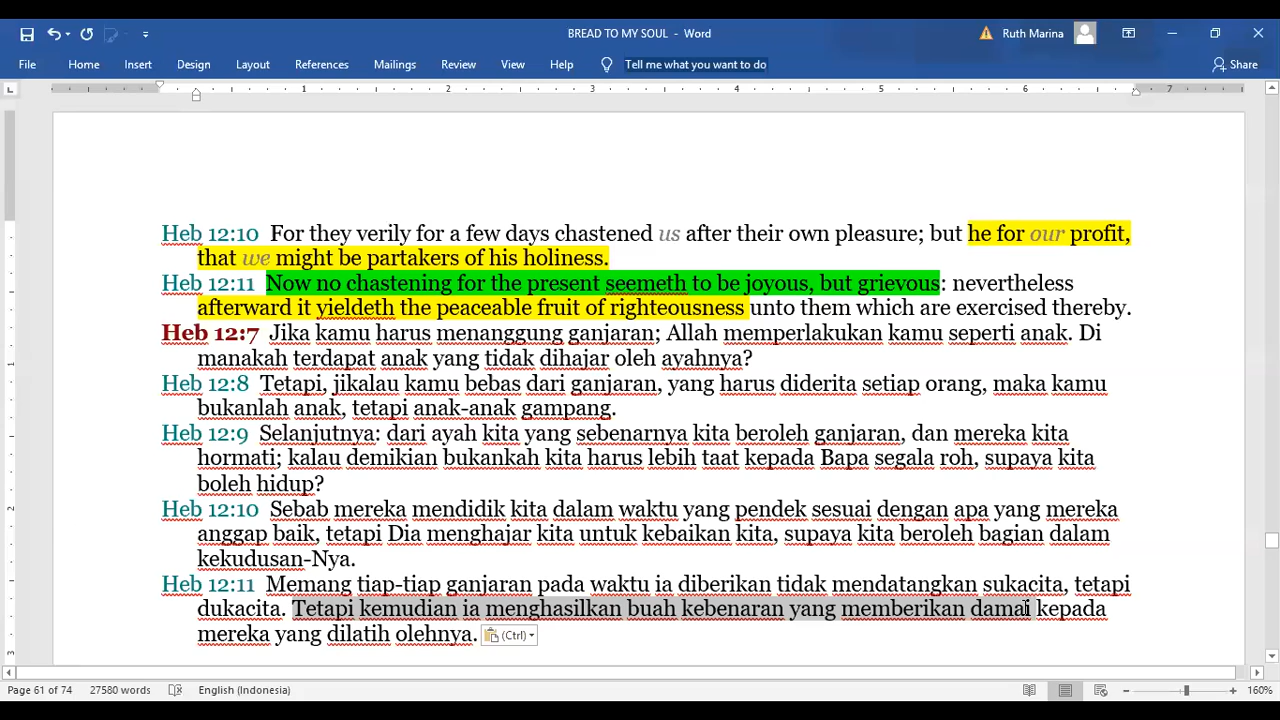 BREAD TO MY SOUL - Word
Ruth Marina
File Home Insert Design Layout References Mailings Review View Help Tell me what you want to do Share
1 2 3 4 5 6 7
Heb 12:10 For they verily for a few days chastened us after their own pleasure; but he for our profit,
that we might be partakers of his holiness.
Heb 12:11 Now no chastening for the present seemeth to be joyous, but grievous: nevertheless
afterward it yieldeth the peaceable fruit of righteousness unto them which are exercised thereby.
Heb 12:7 Jika kamu harus menanggung ganjaran; Allah memperlakukan kamu seperti anak. Di
manakah terdapat anak yang tidak dihajar oleh ayahnya?
Heb 12:8 Tetapi, jikalau kamu bebas dari ganjaran, yang harus diderita setiap orang, maka kamu
bukanlah anak, tetapi anak-anak gampang.
Heb 12:9 Selanjutnya: dari ayah kita yang sebenarnya kita beroleh ganjaran, dan mereka kita
hormati; kalau demikian bukankah kita harus lebih taat kepada Bapa segala roh, supaya kita
boleh hidup?
Heb 12:10 Sebab mereka mendidik kita dalam waktu yang pendek sesuai dengan apa yang mereka
anggap baik, tetapi Dia menghajar kita untuk kebaikan kita, supaya kita beroleh bagian dalam
kekudusan-Nya.
Heb 12:11 Memang tiap-tiap ganjaran pada waktu ia diberikan tidak mendatangkan sukacita, tetapi
dukacita. Tetapi kemudian ia menghasilkan buah kebenaran yang memberikan damai kepada
mereka yang dilatih olehnya. (Ctrl)
Page 61 of 74 27580 words English (Indonesia) 160%